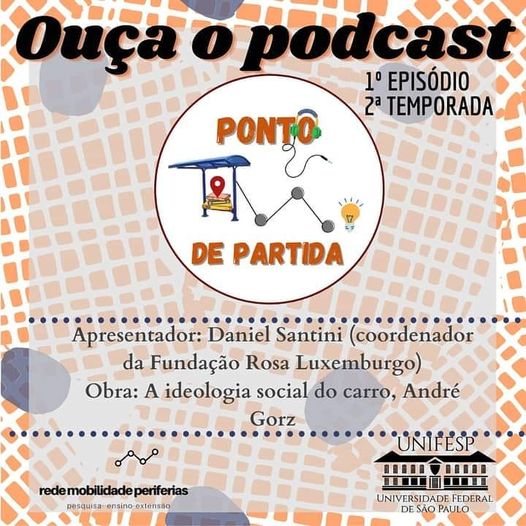 Ouça o podcast
1º EPISÓDIO
2ª TEMPORADA
PONTO
DE PARTIDA
Apresentador: Daniel Santini (coordenador
da Fundação Rosa Luxemburgo)
Obra: A ideologia social do carro, André
Gorz
rede mobilidade periferias
pesquisa-ensino-extensão
UNIFESP
UNIVERSIDADE FEDERAL
DE SÃO PAULO